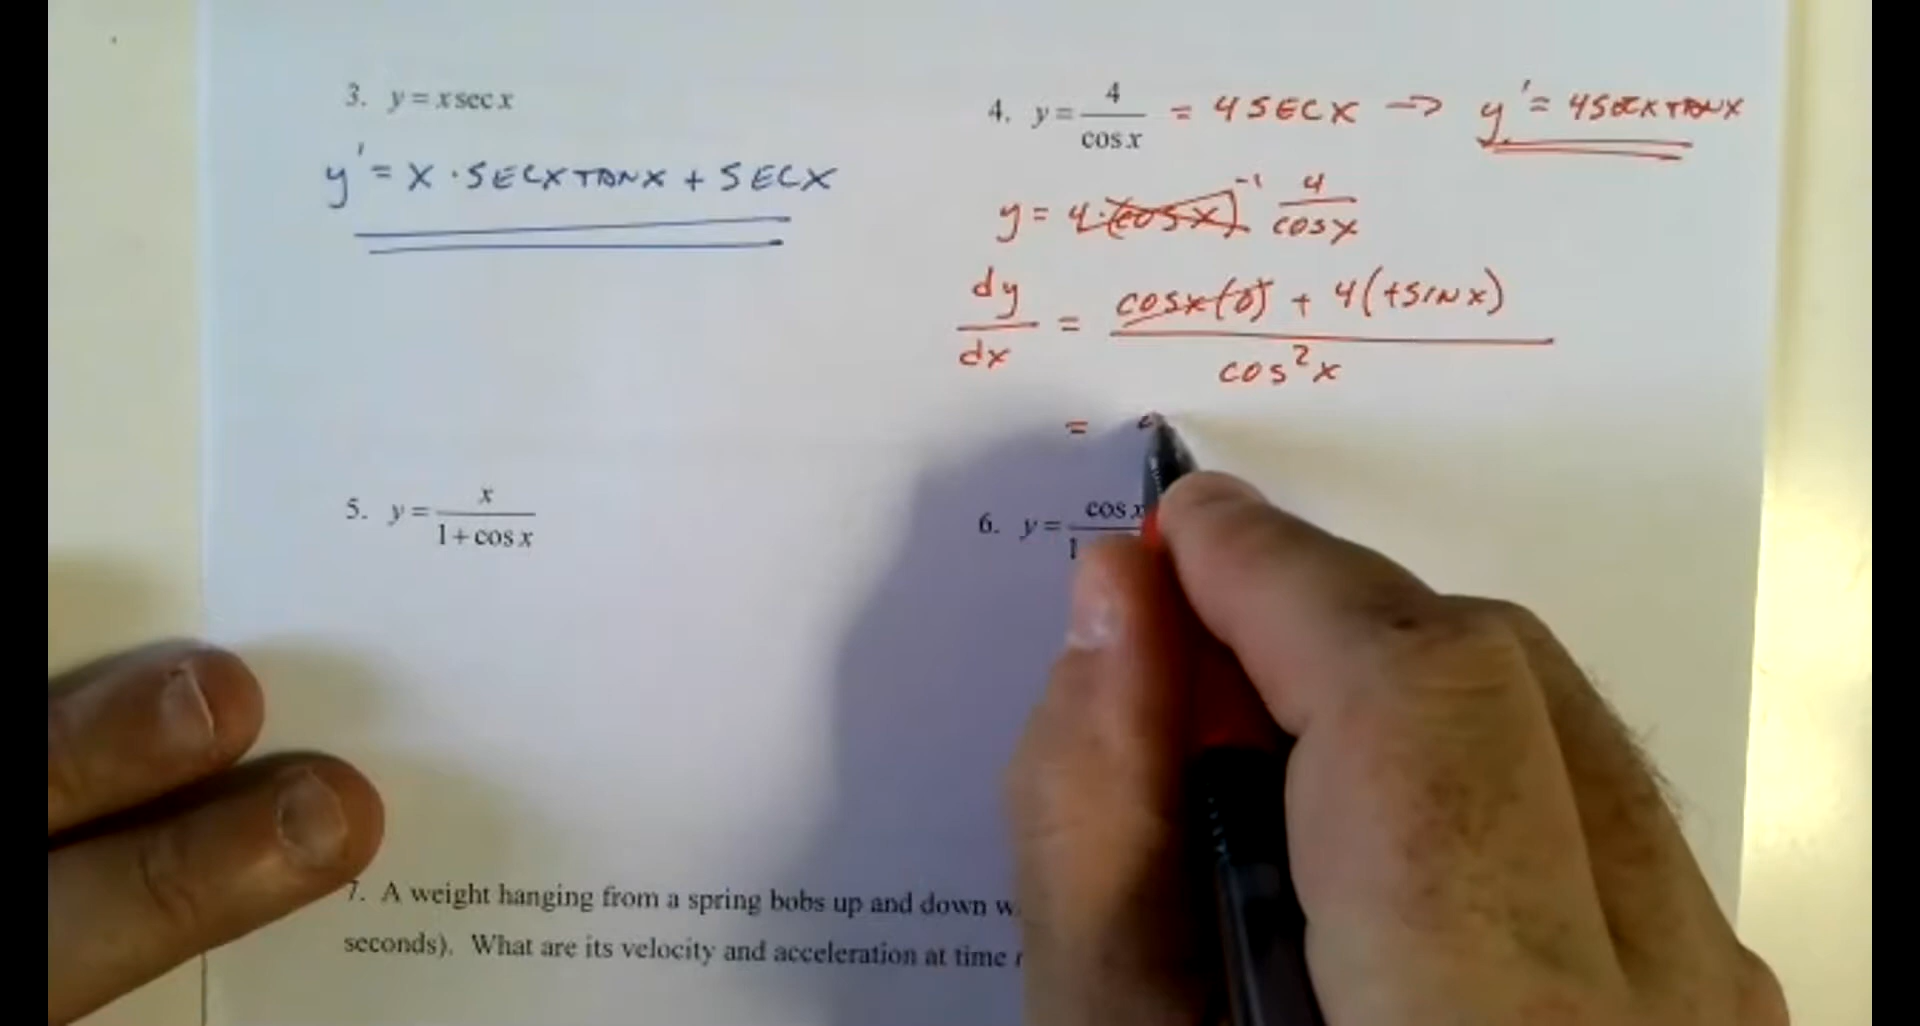 3. y = x sec x
y' = x · SECXTANX + SECX
4. y = 4/cos x = 4SECX → y' = 4SECXTANX
y = 4·(cosx)⁻¹ 4/cosx
dy/dx = cosx(0) + 4(+SINX) / cos²x
=
5. y = x/1 + cos x
6. y = cos x/1
7. A weight hanging from a spring bobs up and down
seconds). What are its velocity and acceleration at time